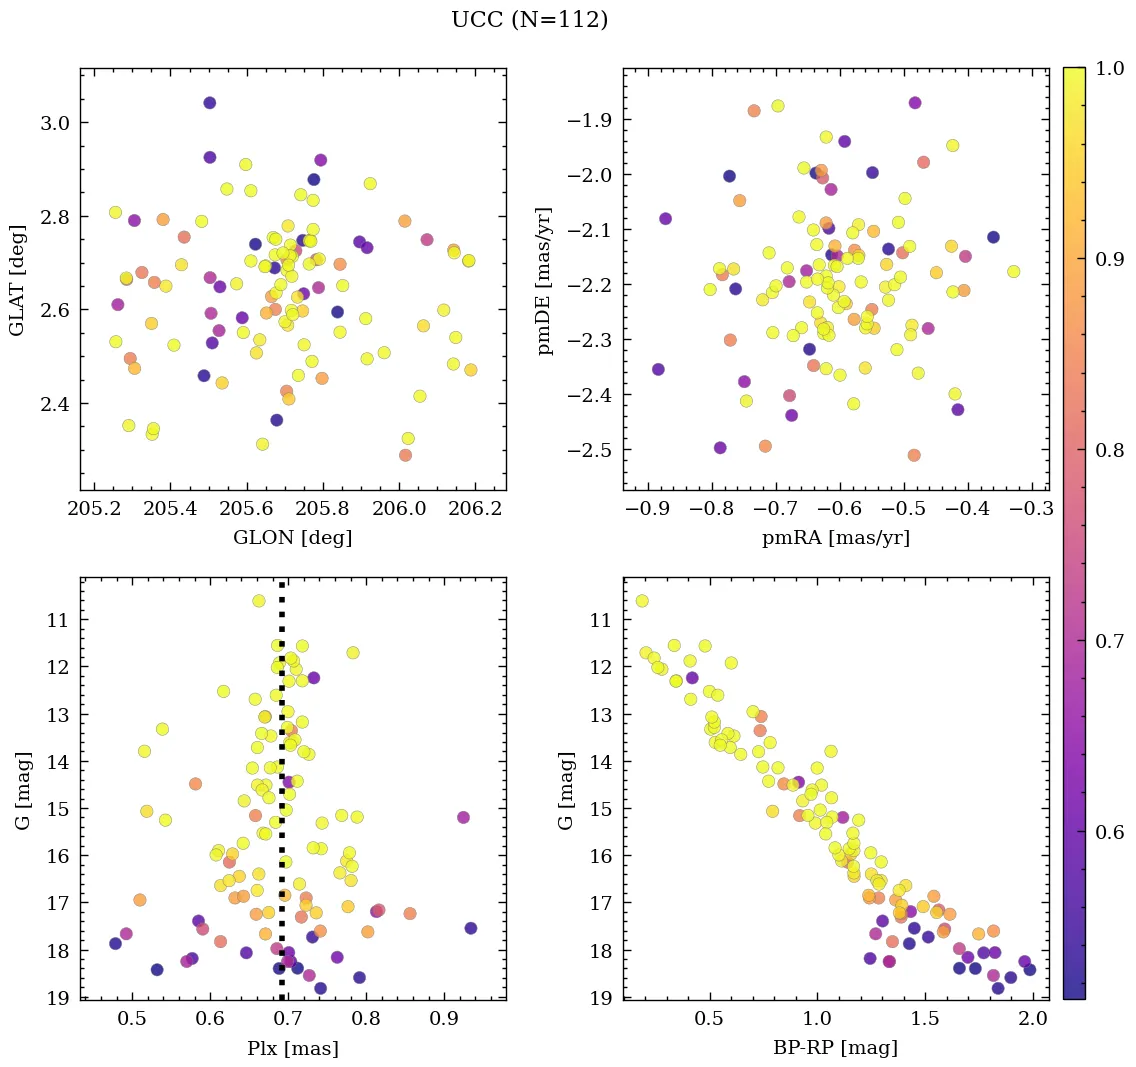 UCC (N=112)
3.0
2.8
2.6
2.4
GLAT [deg]
205.2 205.4 205.6 205.8 206.0 206.2
GLON [deg]
−1.9
−2.0
−2.1
−2.2
−2.3
−2.4
−2.5
pmDE [mas/yr]
−0.9 −0.8 −0.7 −0.6 −0.5 −0.4 −0.3
pmRA [mas/yr]
11
12
13
14
15
16
17
18
19
G [mag]
0.5 0.6 0.7 0.8 0.9
Plx [mas]
11
12
13
14
15
16
17
18
19
G [mag]
0.5 1.0 1.5 2.0
BP-RP [mag]
1.0
0.9
0.8
0.7
0.6